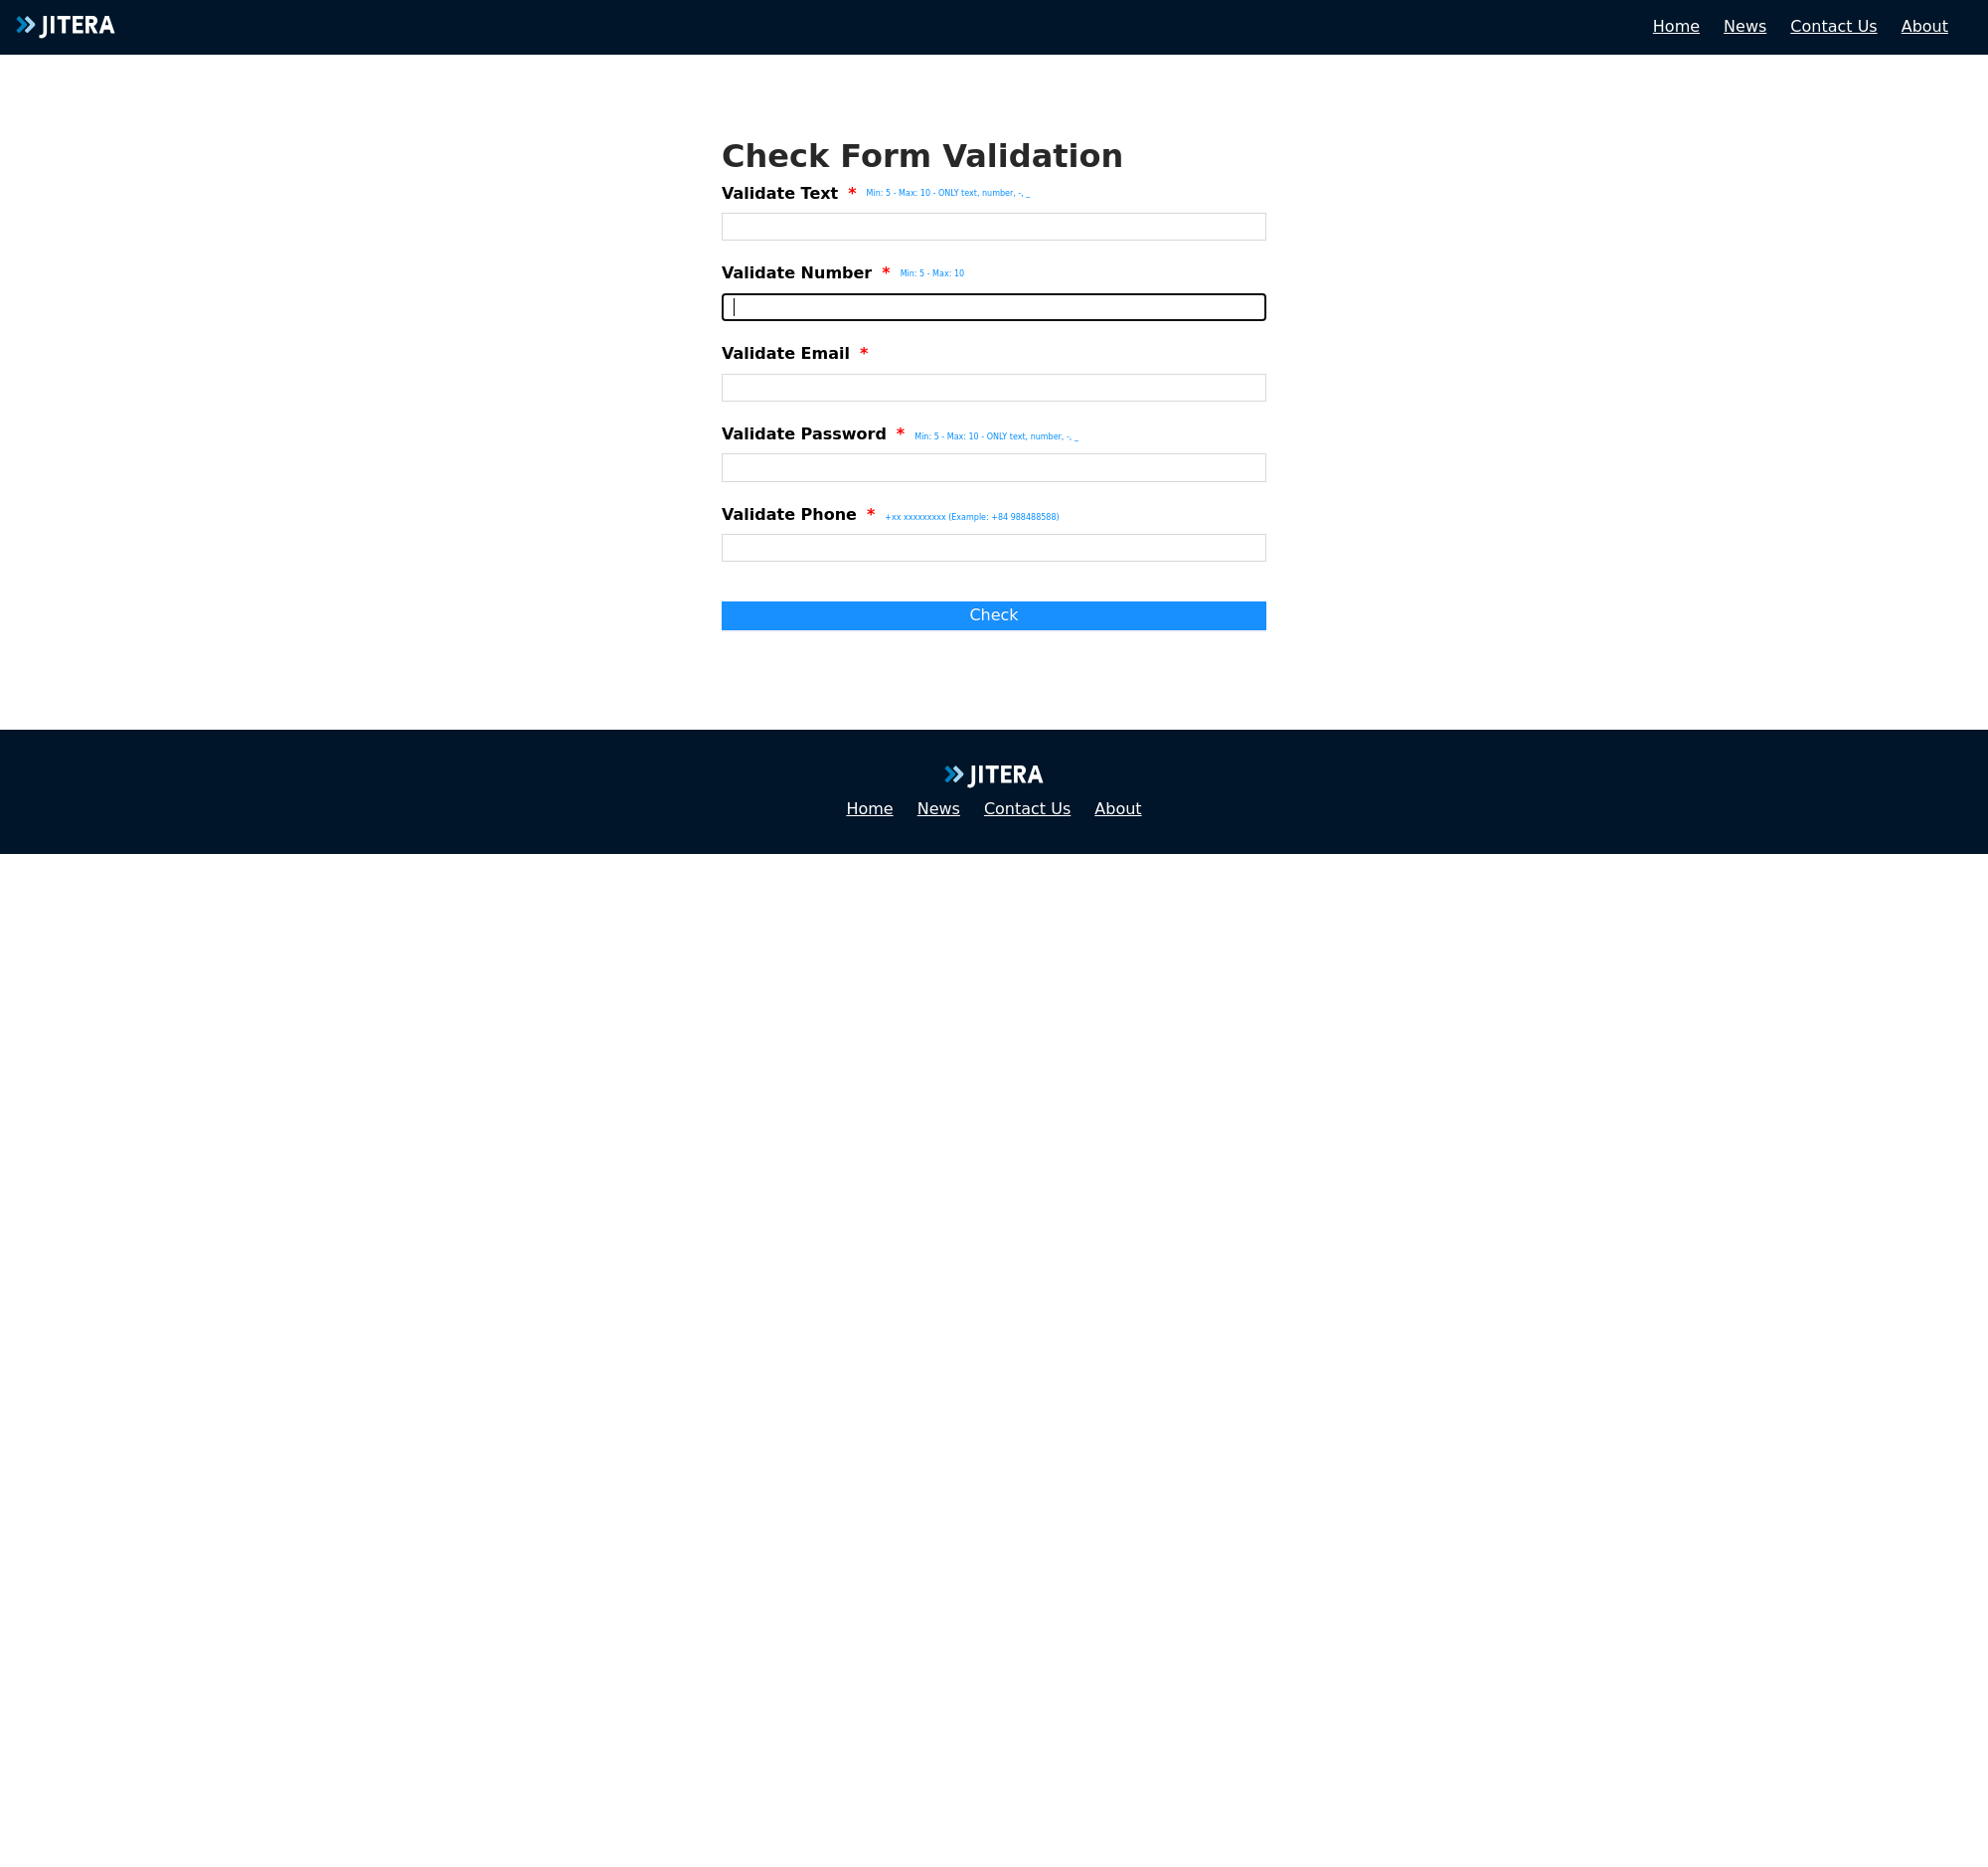 JITERA Home News Contact Us About
Check Form Validation
Validate Text * Min: 5 - Max: 10 - ONLY text, number, -, _
Validate Number * Min: 5 - Max: 10
Validate Email *
Validate Password * Min: 5 - Max: 10 - ONLY text, number, -, _
Validate Phone * +xx xxxxxxxxx (Example: +84 988488588)
Check
JITERA
Home News Contact Us About